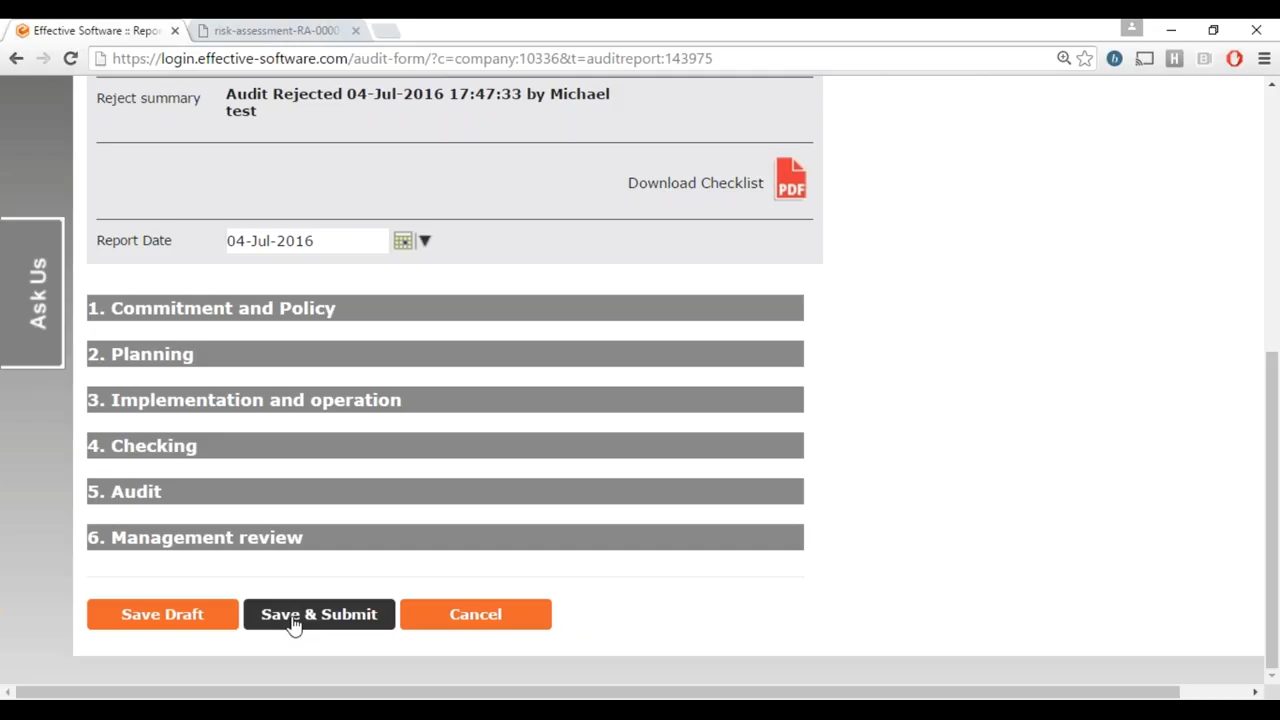 Effective Software :: Repo
risk-assessment-RA-0000
https://login.effective-software.com/audit-form/?c=company:10336&t=auditreport:143975
Reject summary
Audit Rejected 04-Jul-2016 17:47:33 by Michael
test
Download Checklist
PDF
Report Date
04-Jul-2016
Ask Us
1. Commitment and Policy
2. Planning
3. Implementation and operation
4. Checking
5. Audit
6. Management review
Save Draft
Save & Submit
Cancel